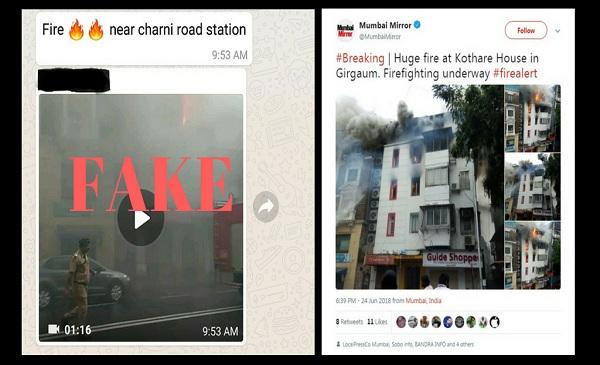 Fire 🔥🔥 near charni road station
9:53 AM
FAKE
01:16
9:53 AM
Mumbai Mirror
Mumbai Mirror
@MumbaiMirror
Follow
#Breaking | Huge fire at Kothare House in
Girgaum. Firefighting underway #firealert
Guide Shoppe
6:39 PM - 24 Jun 2018 from Mumbai, India
8 Retweets 11 Likes
LocalPressCo Mumbai, Sobo info, BANDRA INFO and 4 others